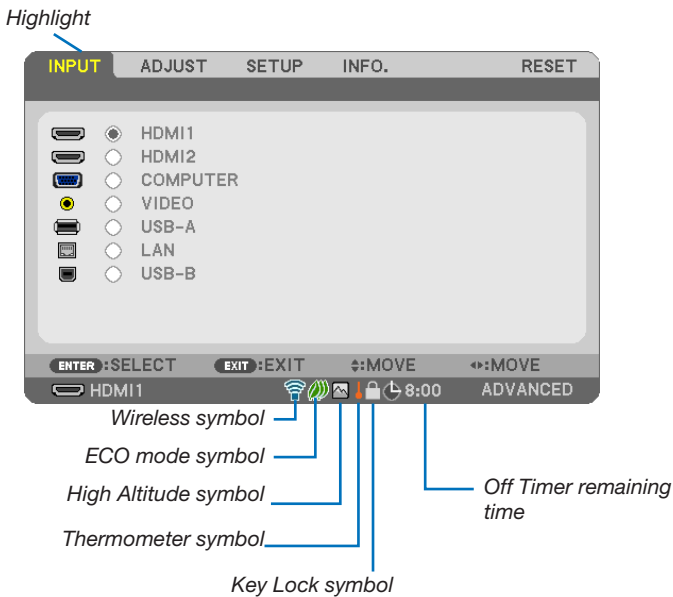 Highlight
INPUT ADJUST SETUP INFO. RESET
HDMI1
HDMI2
COMPUTER
VIDEO
USB-A
LAN
USB-B
ENTER :SELECT EXIT :EXIT :MOVE :MOVE
HDMI1 8:00 ADVANCED
Wireless symbol
ECO mode symbol
High Altitude symbol
Off Timer remaining
time
Thermometer symbol
Key Lock symbol